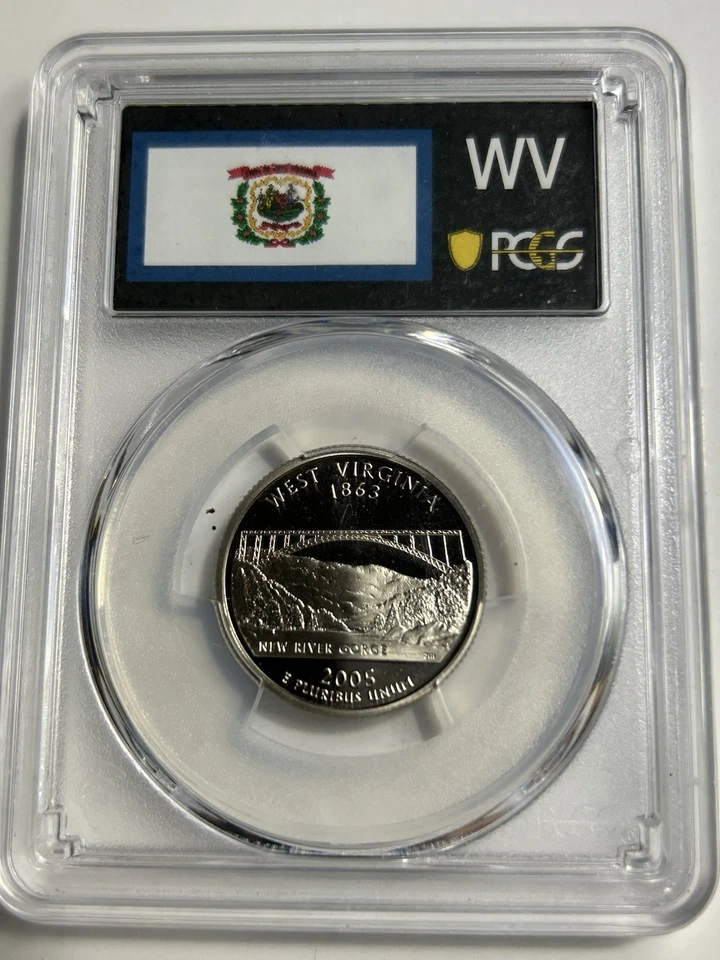 WV
PCGS
WEST VIRGINIA
1863
NEW RIVER GORGE
2005
E PLURIBUS UNUM